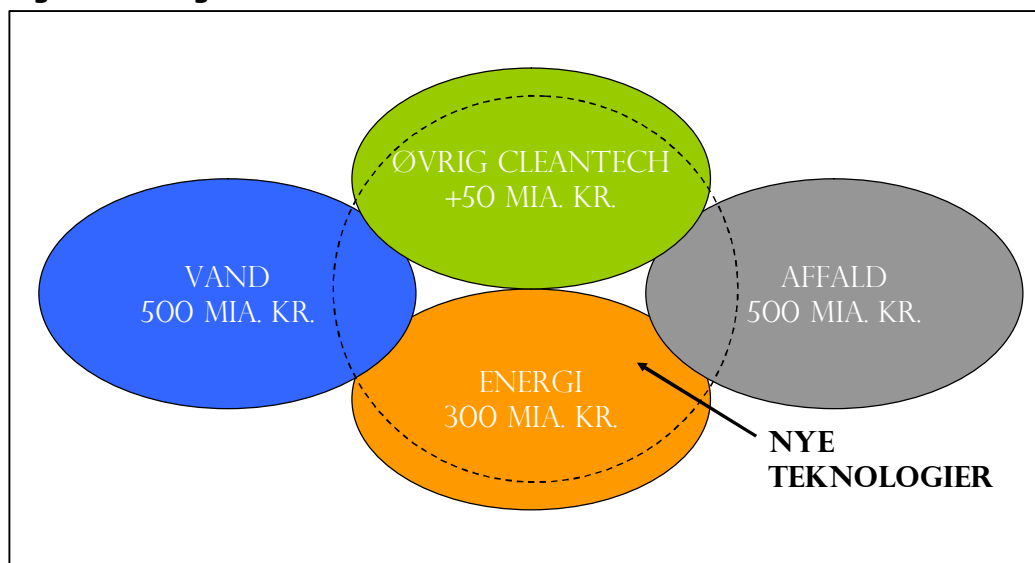 ØVRIG CLEANTECH
+50 MIA. KR.
VAND
500 MIA. KR.
AFFALD
500 MIA. KR.
ENERGI
300 MIA. KR.
NYE
TEKNOLOGIER